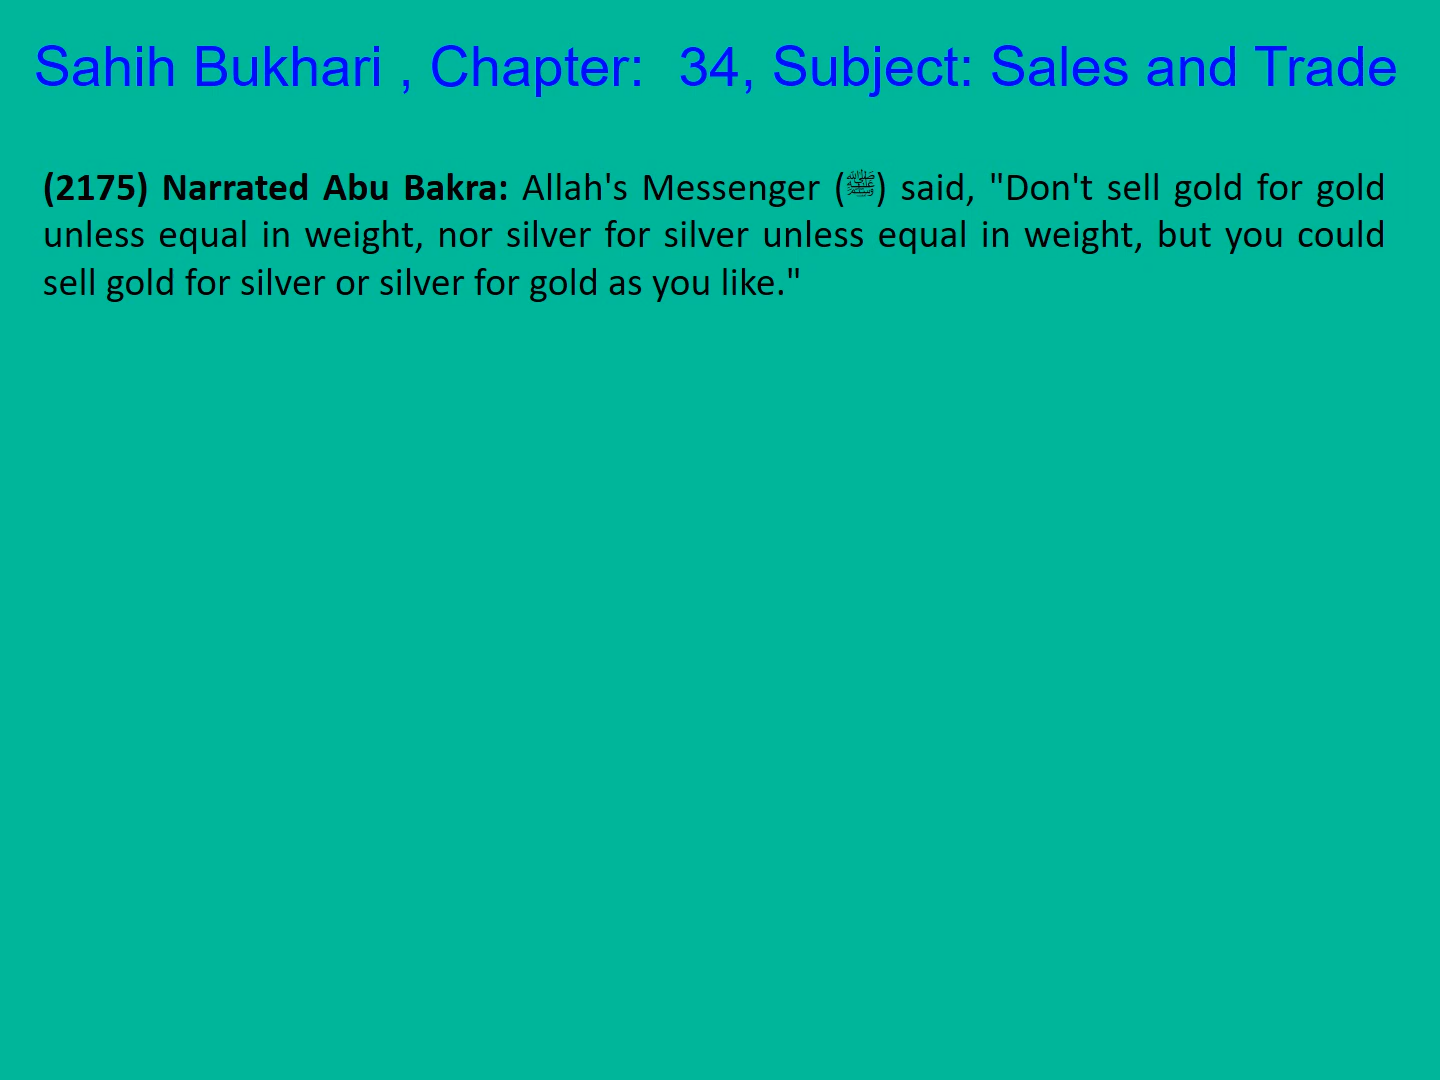 Sahih Bukhari , Chapter:  34, Subject: Sales and Trade
(2175) Narrated Abu Bakra: Allah's Messenger (ﷺ) said, "Don't sell gold for gold
unless equal in weight, nor silver for silver unless equal in weight, but you could
sell gold for silver or silver for gold as you like."